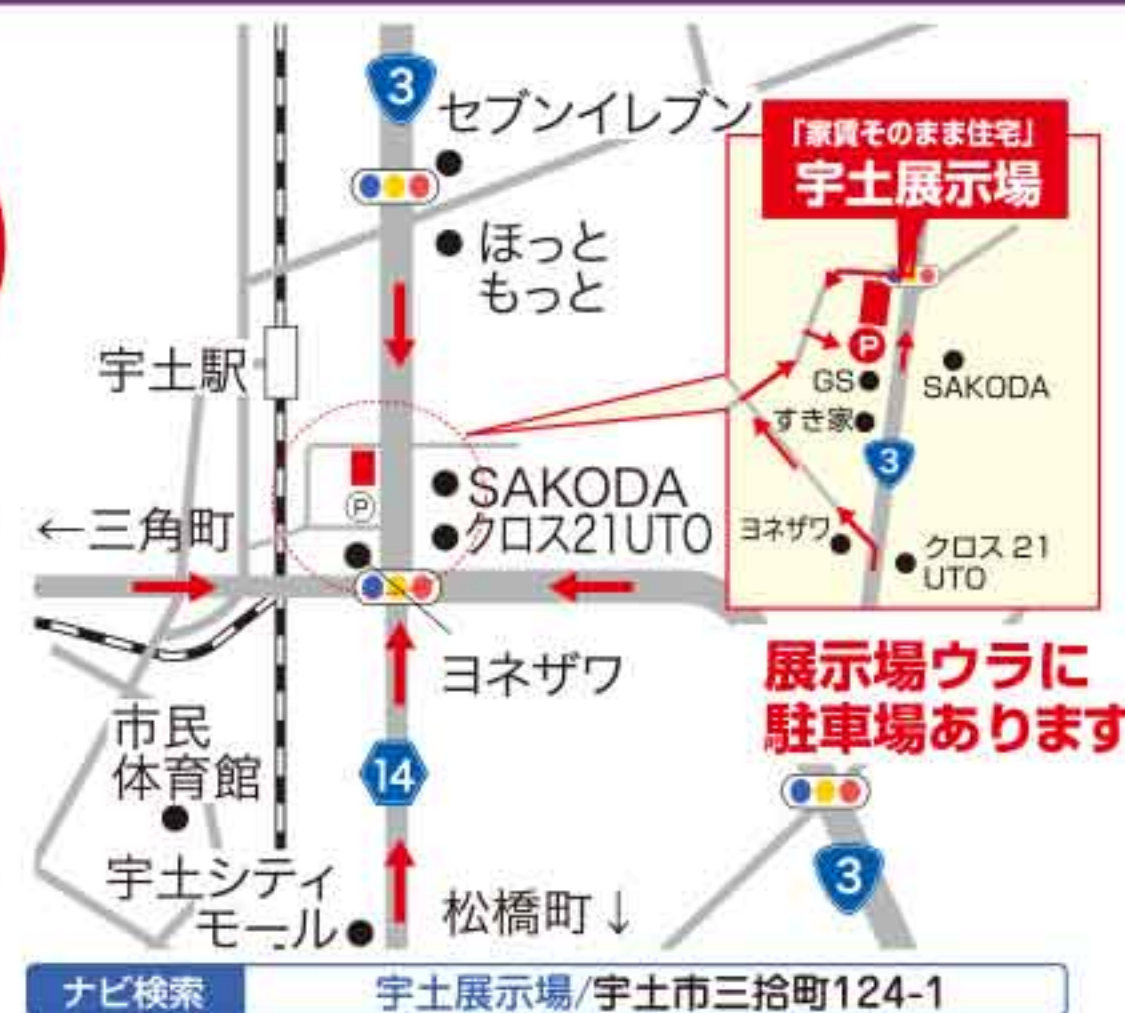 3
セブンイレブン
「家賃そのまま住宅」
宇土展示場
ほっと
もっと
宇土駅
P
GS
SAKODA
すき家
3
SAKODA
P
クロス21UTO
←三角町
ヨネザワ
クロス21
UTO
ヨネザワ
展示場ウラに
駐車場あります
市民
体育館
14
宇土シティ
モール
松橋町↓
3
ナビ検索
宇土展示場/宇土市三拾町124-1